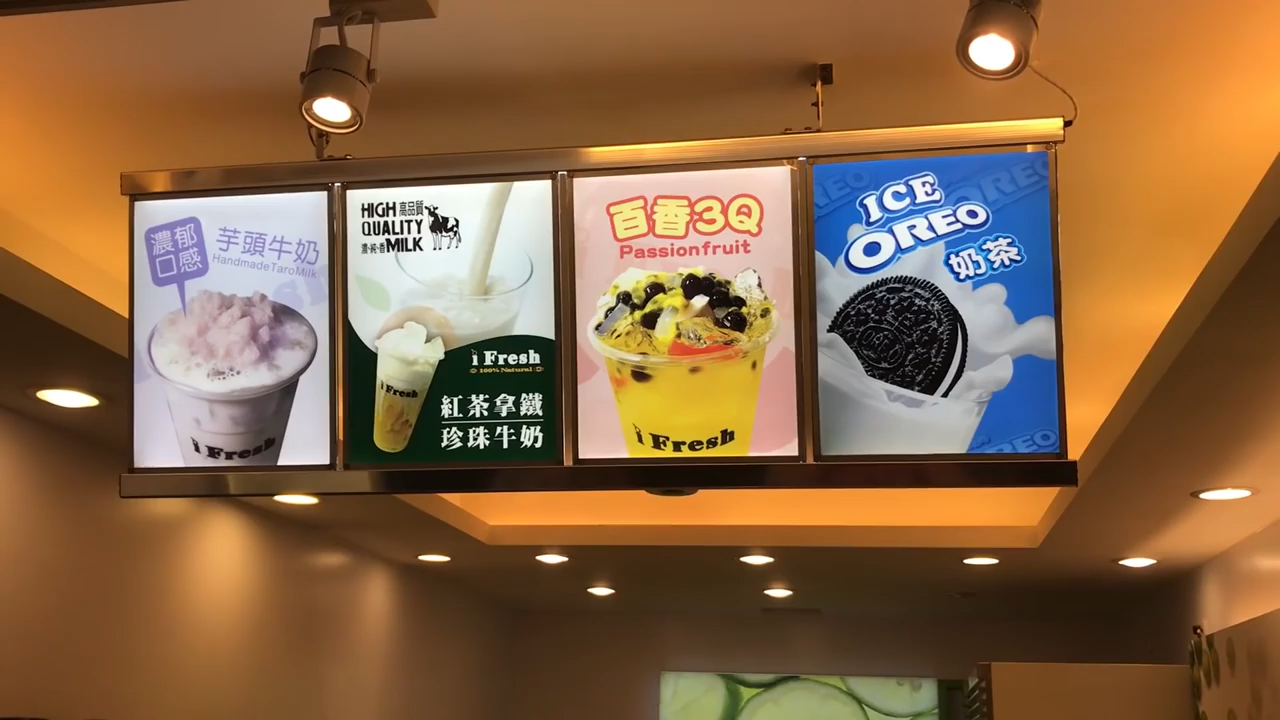 濃郁
口感
芋頭牛奶
HandmadeTaroMilk
i Fresh
HIGH 高品質
QUALITY
濃·純·香 MILK
i Fresh
i Fresh
100% Natural
紅茶拿鐵
珍珠牛奶
百香3Q
Passionfruit
i Fresh
ICE
OREO
奶茶
OREO
OREO
OREO
OREO